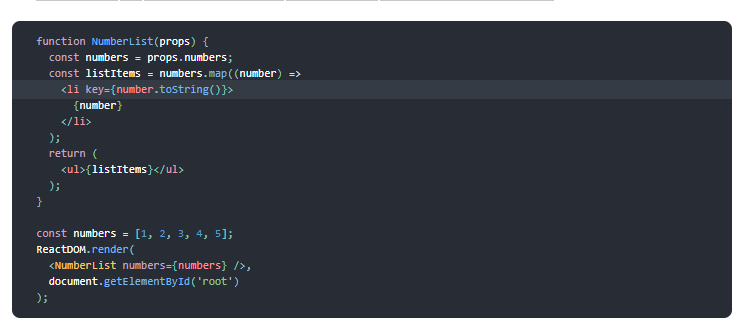 function NumberList(props) {
const numbers = props.numbers;
const listItems = numbers.map((number) =>
<li key={number.toString()}>
{number}
</li>
);
return (
<ul>{listItems}</ul>
);
}
const numbers = [1, 2, 3, 4, 5];
ReactDOM.render(
<NumberList numbers={numbers} />,
document.getElementById('root')
);